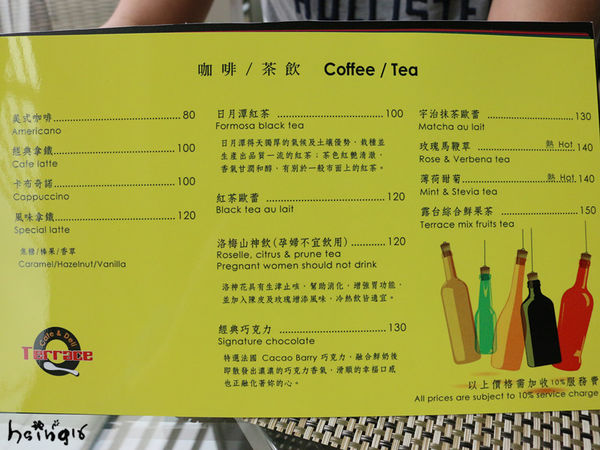 HOLLISTER
咖啡/茶飲 Coffee / Tea
美式咖啡 80
Americano
經典拿鐵 100
Cafe latte
卡布奇諾 100
Cappuccino
風味拿鐵 120
Special latte
焦糖/榛果/香草
Caramel/Hazelnut/Vanilla
Cafe & Deli
Terrace
日月潭紅茶 100
Formosa black tea
日月潭得天獨厚的氣候及土壤優勢，栽種並
生產出品質一流的紅茶；茶色紅艷清澈，
香氣甘潤和醇，有別於一般市面上的紅茶。
紅茶歐蕾 120
Black tea au lait
洛梅山神飲(孕婦不宜飲用) 120
Roselle, citrus & prune tea
Pregnant women should not drink
洛神花具有生津止咳、幫助消化，增強胃功能，
並加入陳皮及玫瑰增添風味，冷熱飲皆適宜。
經典巧克力 130
Signature chocolate
特選法國 Cacao Barry 巧克力，融合鮮奶後
即散發出濃濃的巧克力香氣，滑順的幸福口感
也正融化著妳的心。
宇治抹茶歐蕾 130
Matcha au lait
玫瑰馬鞭草 熱 Hot 140
Rose & Verbena tea
薄荷甜菊 熱 Hot 140
Mint & Stevia tea
露台綜合鮮果茶 150
Terrace mix fruits tea
以上價格需加收10%服務費
All prices are subject to 10% service charge
hsing16